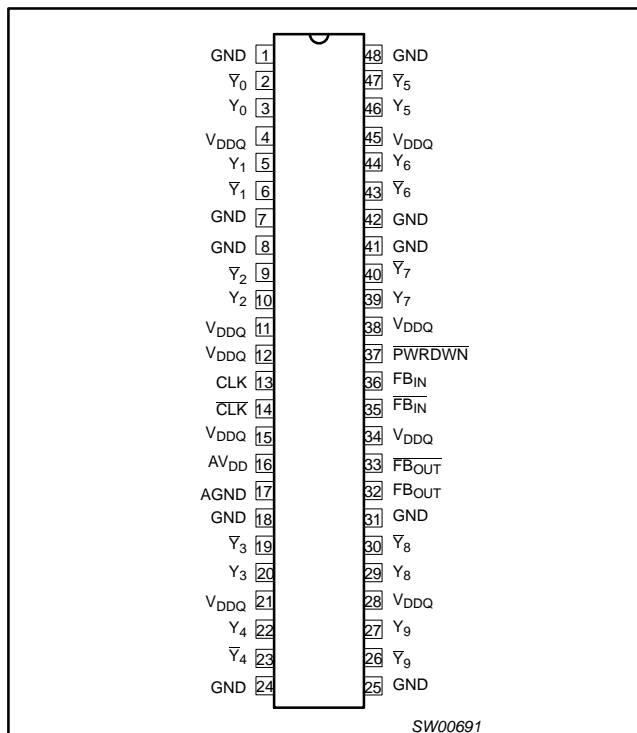 GND 1 48 GND
Y̅0 2 47 Y̅5
Y0 3 46 Y5
VDDQ 4 45 VDDQ
Y1 5 44 Y6
Y̅1 6 43 Y̅6
GND 7 42 GND
GND 8 41 GND
Y̅2 9 40 Y̅7
Y2 10 39 Y7
VDDQ 11 38 VDDQ
VDDQ 12 37 P̅W̅R̅D̅W̅N̅
CLK 13 36 FBIN
C̅L̅K̅ 14 35 F̅B̅I̅N̅
VDDQ 15 34 VDDQ
AVDD 16 33 F̅B̅O̅U̅T̅
AGND 17 32 FBOUT
GND 18 31 GND
Y̅3 19 30 Y̅8
Y3 20 29 Y8
VDDQ 21 28 VDDQ
Y4 22 27 Y9
Y̅4 23 26 Y̅9
GND 24 25 GND
SW00691